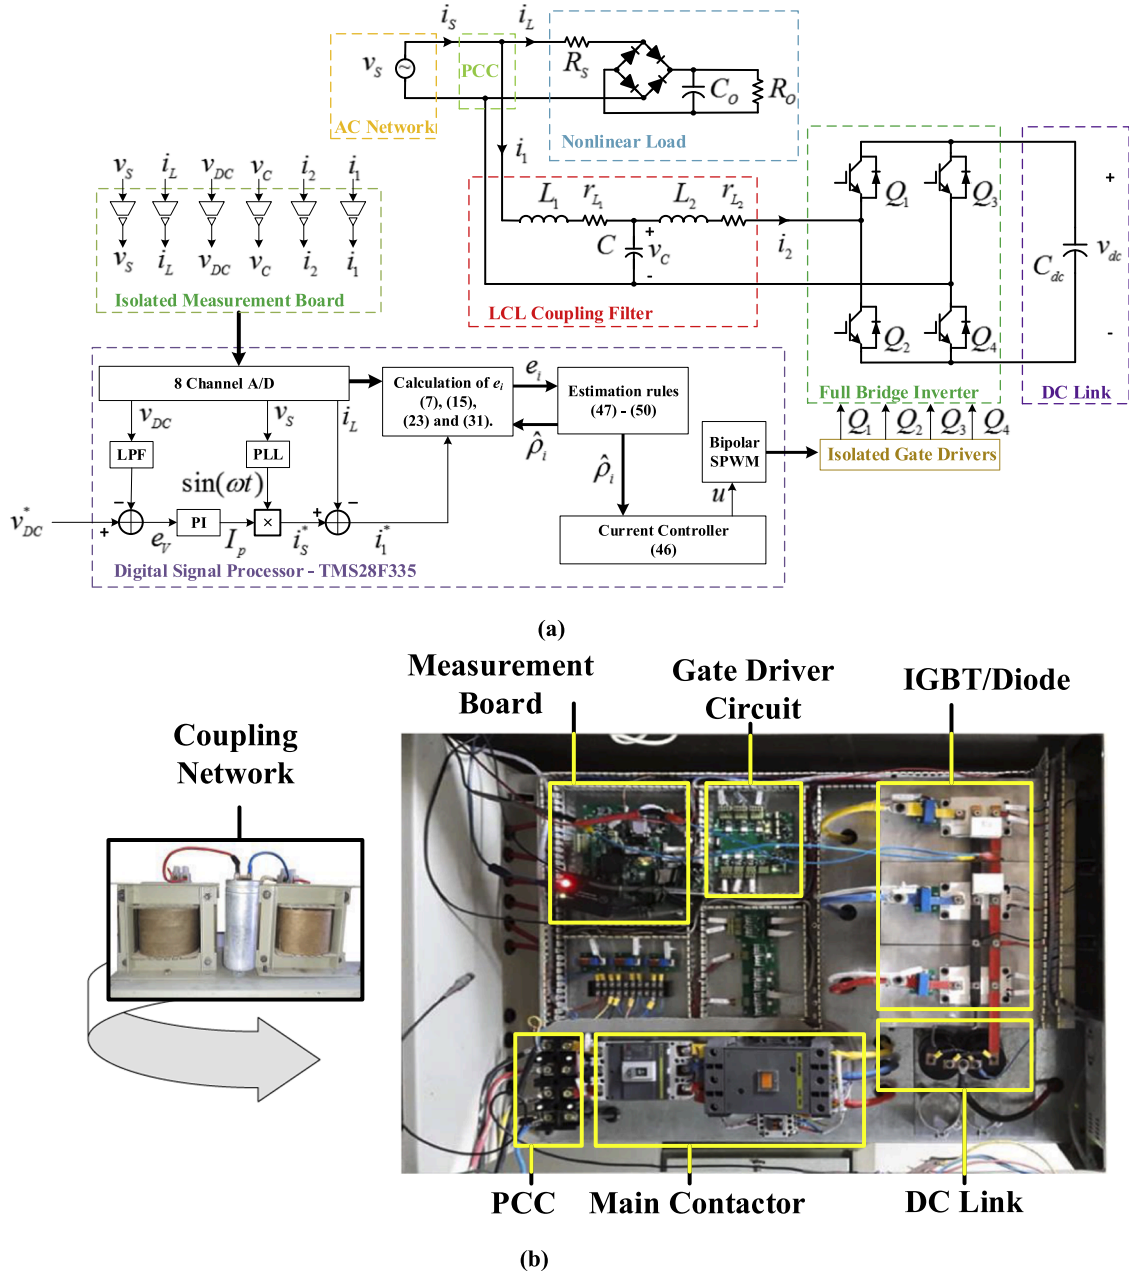 (a)
i_S
i_L
v_S
PCC
R_S
C_O
R_O
AC Network
Nonlinear Load
i_1
v_S i_L v_DC v_C i_2 i_1
v_S i_L v_DC v_C i_2 i_1
Isolated Measurement Board
L_1 r_L1 L_2 r_L2
C + v_C -
i_2
LCL Coupling Filter
Q_1 Q_3
Q_2 Q_4
Full Bridge Inverter
+
C_dc v_dc
-
DC Link
Q_1 Q_2 Q_3 Q_4
Isolated Gate Drivers
8 Channel A/D
v_DC v_S i_L
LPF PLL
sin(ωt)
v*_DC + − e_V PI I_p × i*_S + − i*_1
Calculation of e_i
(7), (15),
(23) and (31).
e_i
ρ̂_i
Estimation rules
(47) - (50)
ρ̂_i
Bipolar
SPWM
u
Current Controller
(46)
Digital Signal Processor - TMS28F335
Measurement
Board
Gate Driver
Circuit
IGBT/Diode
Coupling
Network
PCC
Main Contactor
DC Link
(b)